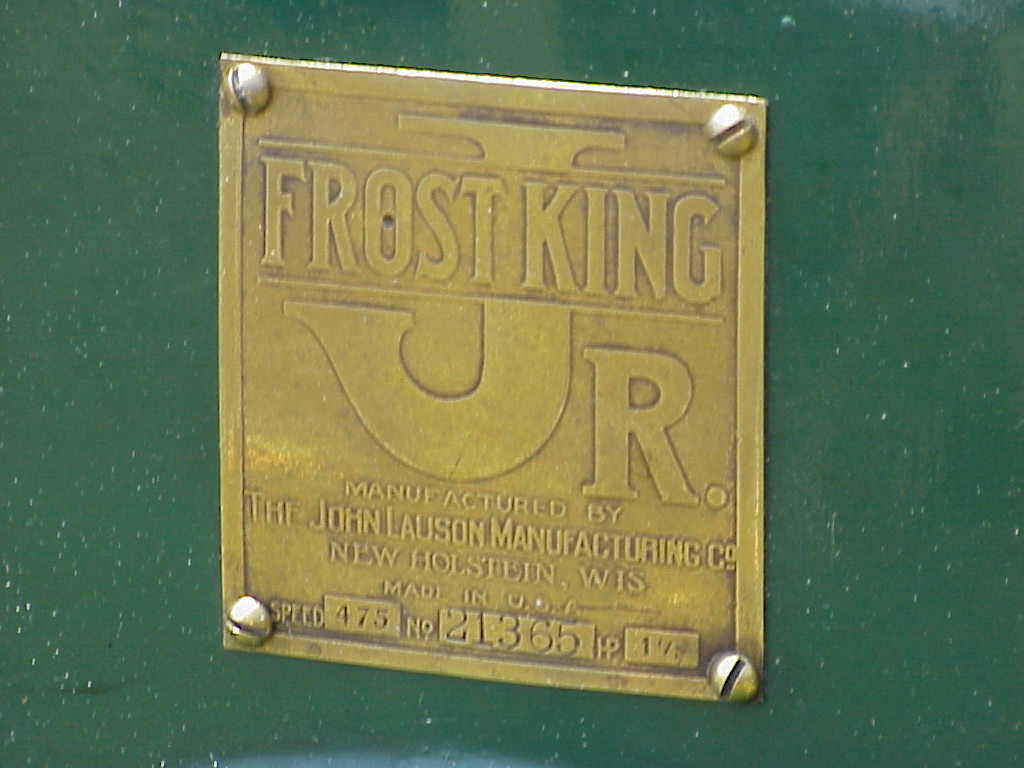 FROST KING
JR.
MANUFACTURED BY
THE JOHN LAUSON MANUFACTURING CO
NEW HOLSTEIN, WIS
MADE IN U.S.A
SPEED 475 NO 21365 HP 1½